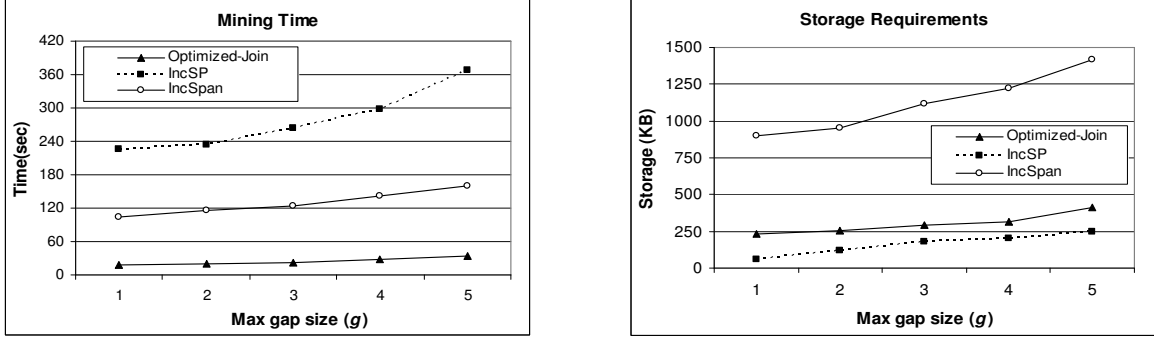 Mining Time
420
360
300
240
180
120
60
0
Time(sec)
Optimized-Join
IncSP
IncSpan
1 2 3 4 5
Max gap size (g)
Storage Requirements
1500
1250
1000
750
500
250
0
Storage (KB)
Optimized-Join
IncSP
IncSpan
1 2 3 4 5
Max gap size (g)